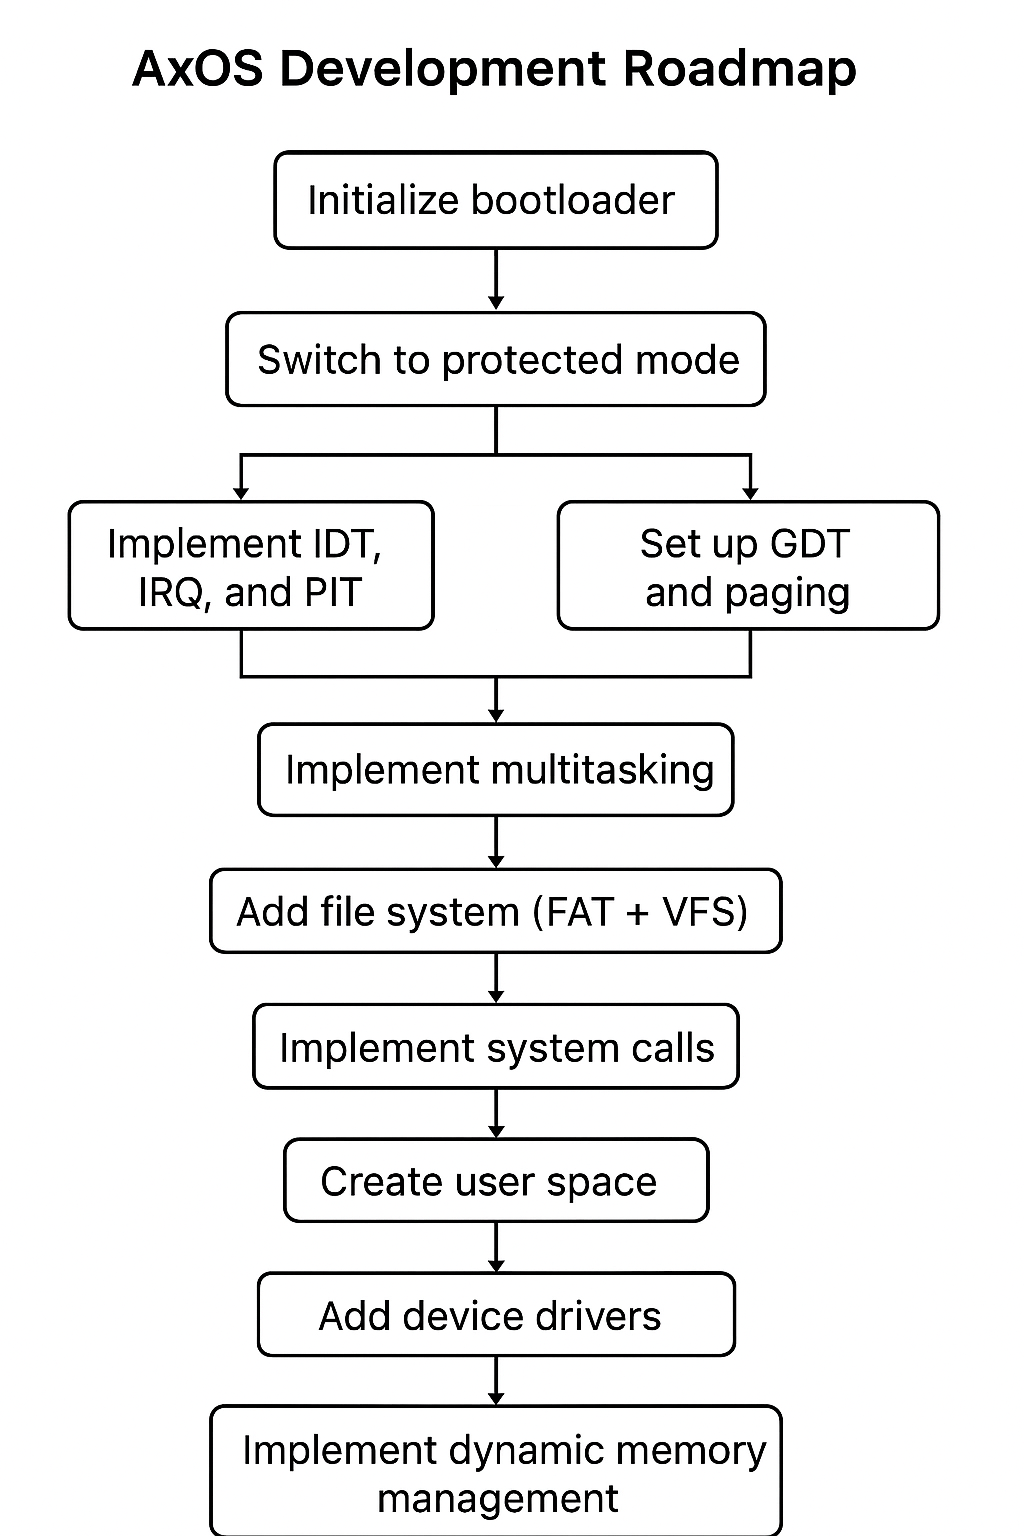 AxOS Development Roadmap
Initialize bootloader
Switch to protected mode
Implement IDT,
IRQ, and PIT
Set up GDT
and paging
Implement multitasking
Add file system (FAT + VFS)
Implement system calls
Create user space
Add device drivers
Implement dynamic memory
management